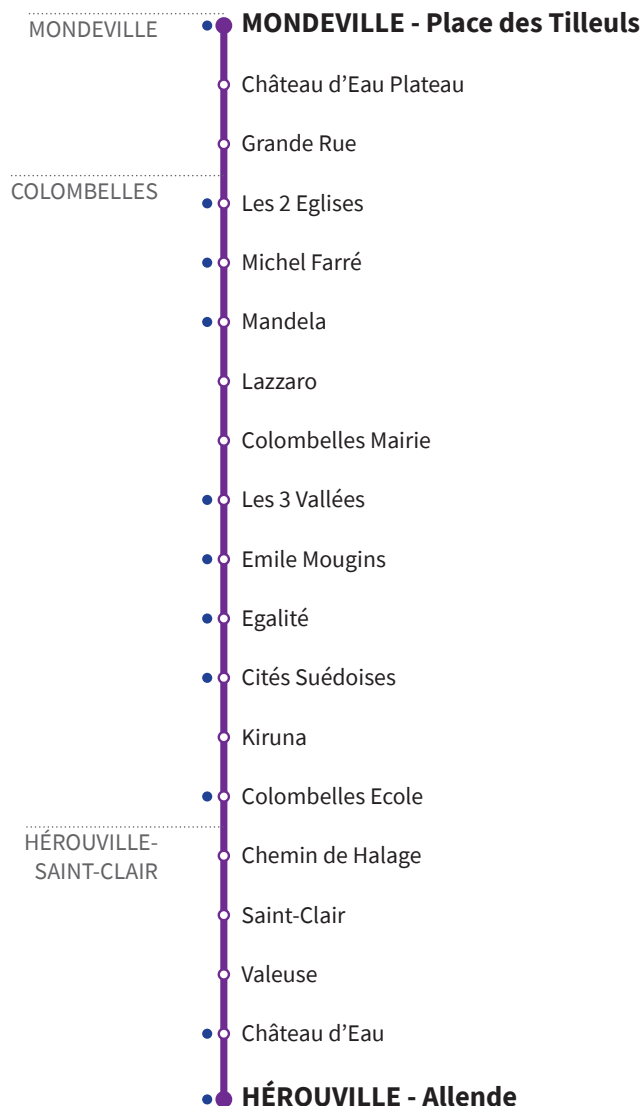 MONDEVILLE
MONDEVILLE - Place des Tilleuls
Château d’Eau Plateau
Grande Rue
COLOMBELLES
Les 2 Eglises
Michel Farré
Mandela
Lazzaro
Colombelles Mairie
Les 3 Vallées
Emile Mougins
Egalité
Cités Suédoises
Kiruna
Colombelles Ecole
HÉROUVILLE-
SAINT-CLAIR
Chemin de Halage
Saint-Clair
Valeuse
Château d’Eau
HÉROUVILLE - Allende